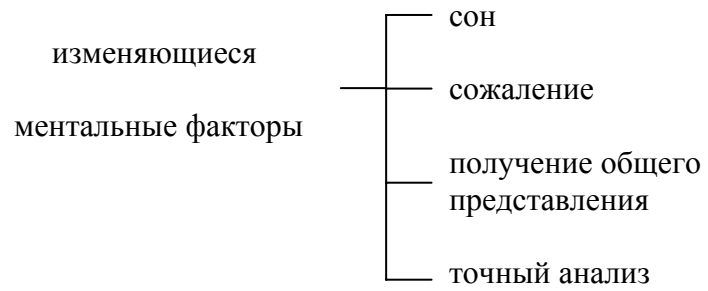 изменяющиеся
ментальные факторы
сон
сожаление
получение общего
представления
точный анализ